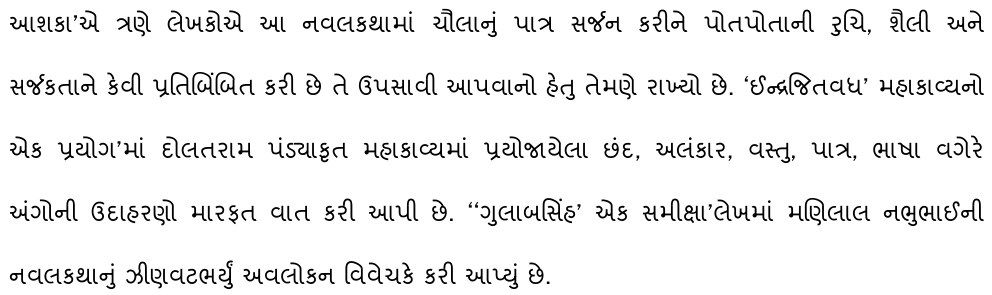 આશકા’એ ત્રણે લેખકોએ આ નવલકથામાં ચૌલાનું પાત્ર સર્જન કરીને પોતપોતાની રુચિ, શૈલી અને
સર્જકતાને કેવી પ્રતિબિંબિત કરી છે તે ઉપસાવી આપવાનો હેતુ તેમણે રાખ્યો છે. ‘ઈન્દ્રજિતવધ’ મહાકાવ્યનો
એક પ્રયોગ’માં દોલતરામ પંડ્યાકૃત મહાકાવ્યમાં પ્રયોજાયેલા છંદ, અલંકાર, વસ્તુ, પાત્ર, ભાષા વગેરે
અંગોની ઉદાહરણો મારફત વાત કરી આપી છે. ‘‘ગુલાબસિંહ’ એક સમીક્ષા’લેખમાં મણિલાલ નભુભાઈની
નવલકથાનું ઝીણવટભર્યું અવલોકન વિવેચકે કરી આપ્યું છે.